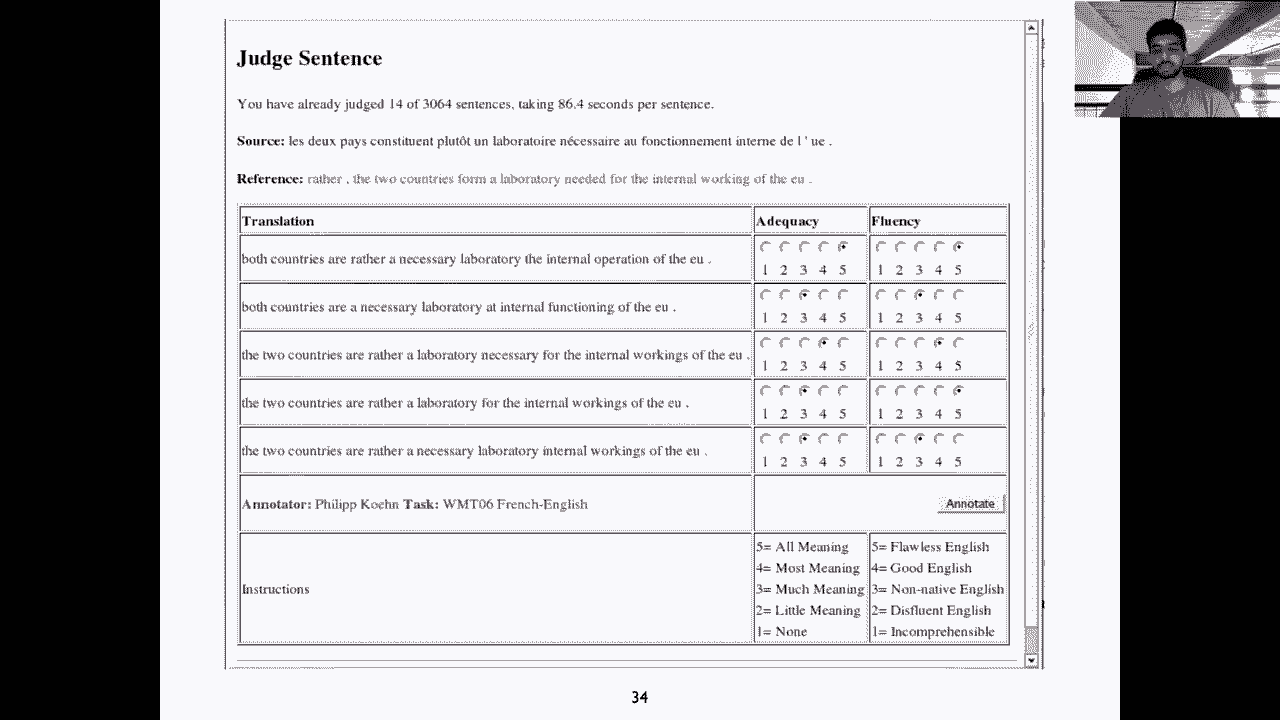 Judge Sentence
You have already judged 14 of 3064 sentences, taking 86.4 seconds per sentence.
Source: les deux pays constituent plutôt un laboratoire nécessaire au fonctionnement interne de l ' ue .
Reference: rather , the two countries form a laboratory needed for the internal working of the eu .
Translation Adequacy Fluency
both countries are rather a necessary laboratory the internal operation of the eu .
1 2 3 4 5 1 2 3 4 5
both countries are a necessary laboratory at internal functioning of the eu .
1 2 3 4 5 1 2 3 4 5
the two countries are rather a laboratory necessary for the internal workings of the eu .
1 2 3 4 5 1 2 3 4 5
the two countries are rather a laboratory for the internal workings of the eu .
1 2 3 4 5 1 2 3 4 5
the two countries are rather a necessary laboratory internal workings of the eu .
1 2 3 4 5 1 2 3 4 5
Annotator: Philipp Koehn Task: WMT06 French-English Annotate
Instructions
5= All Meaning 5= Flawless English
4= Most Meaning 4= Good English
3= Much Meaning 3= Non-native English
2= Little Meaning 2= Disfluent English
1= None 1= Incomprehensible
34